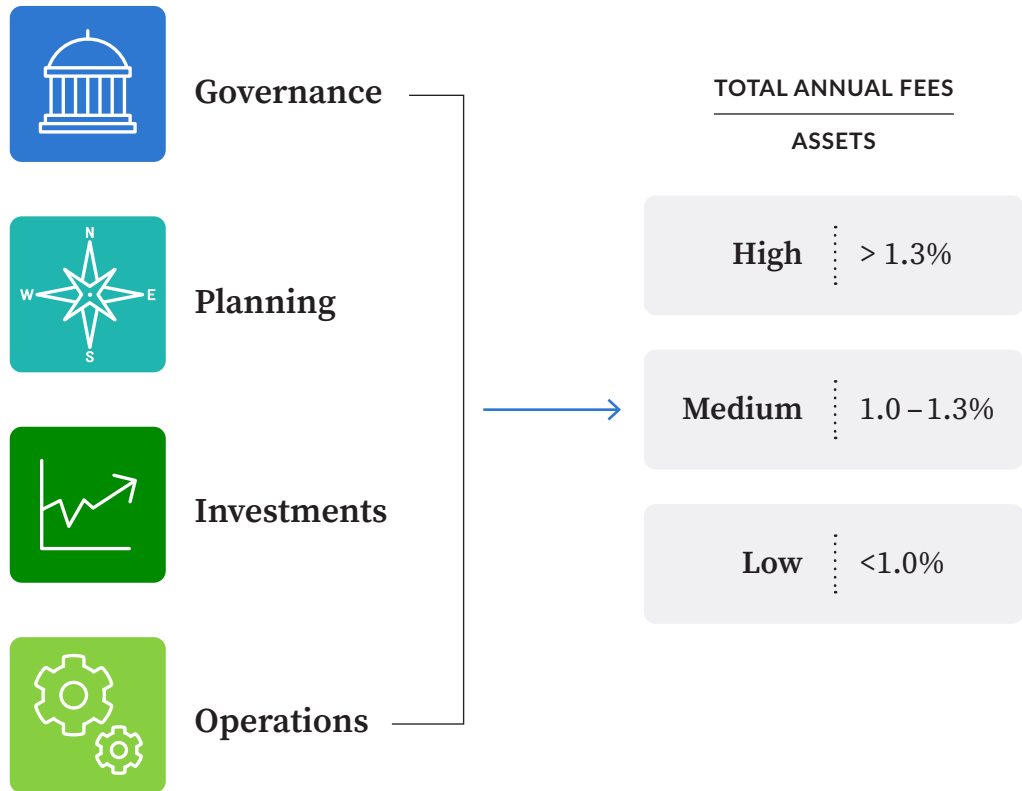 Governance
N
W
E
S
Planning
Investments
Operations
TOTAL ANNUAL FEES
ASSETS
High > 1.3%
Medium 1.0 – 1.3%
Low <1.0%